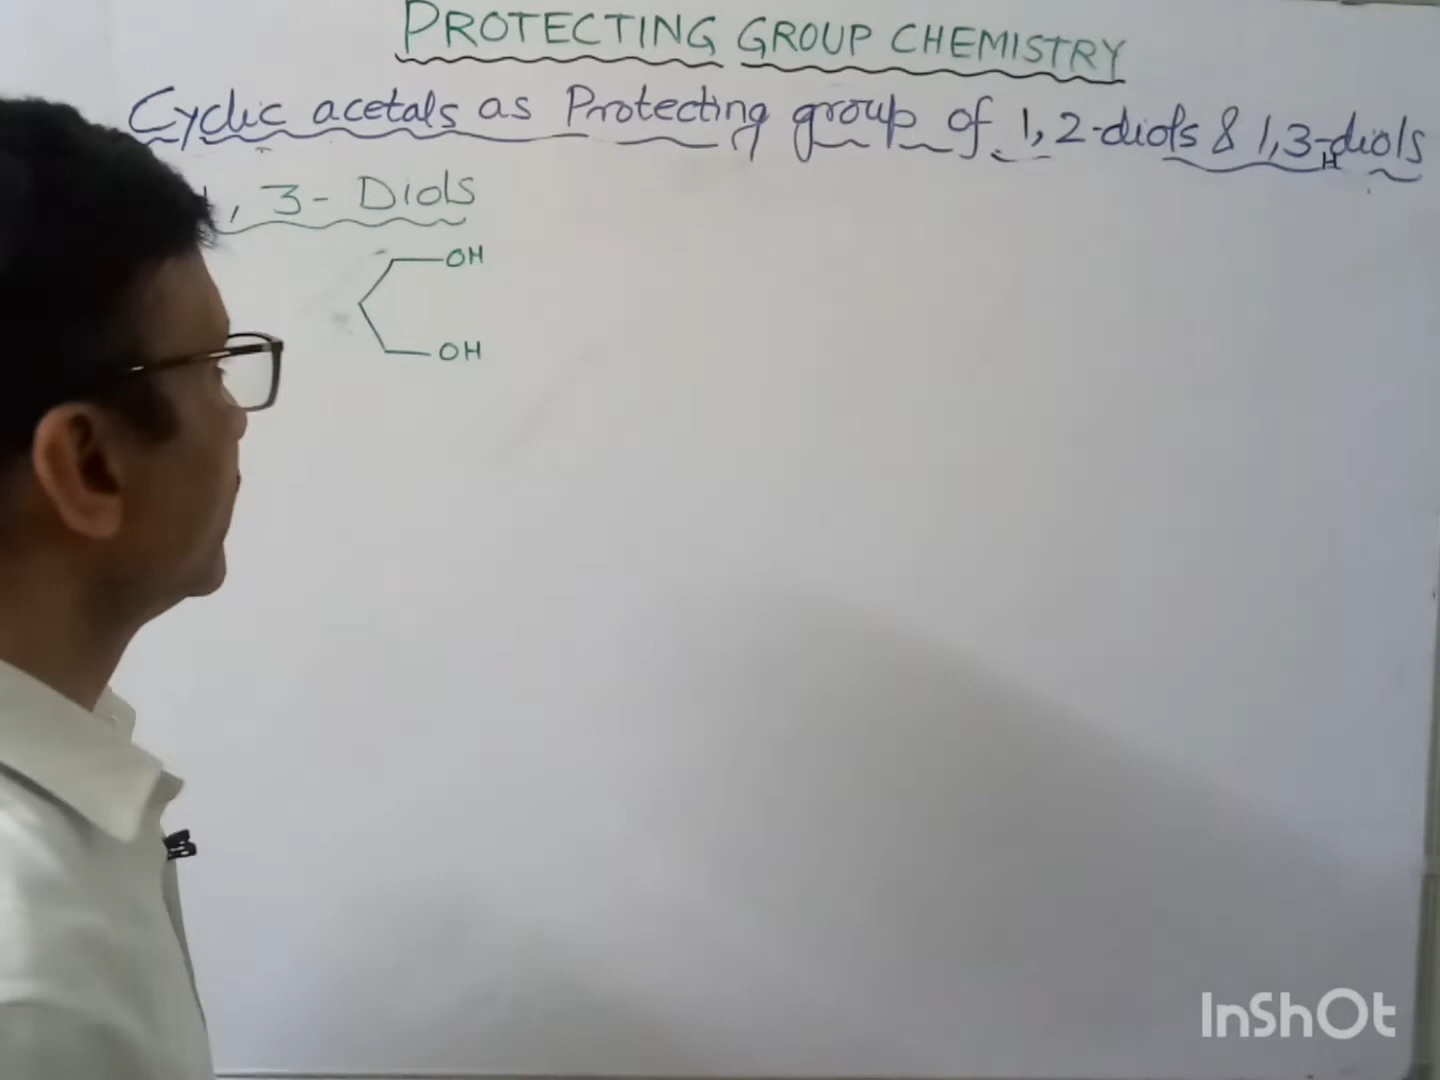 PROTECTING GROUP CHEMISTRY
Cyclic acetals as Protecting group of 1,2-diols & 1,3-diols
H
1, 3- Diols
OH
OH
InShOt